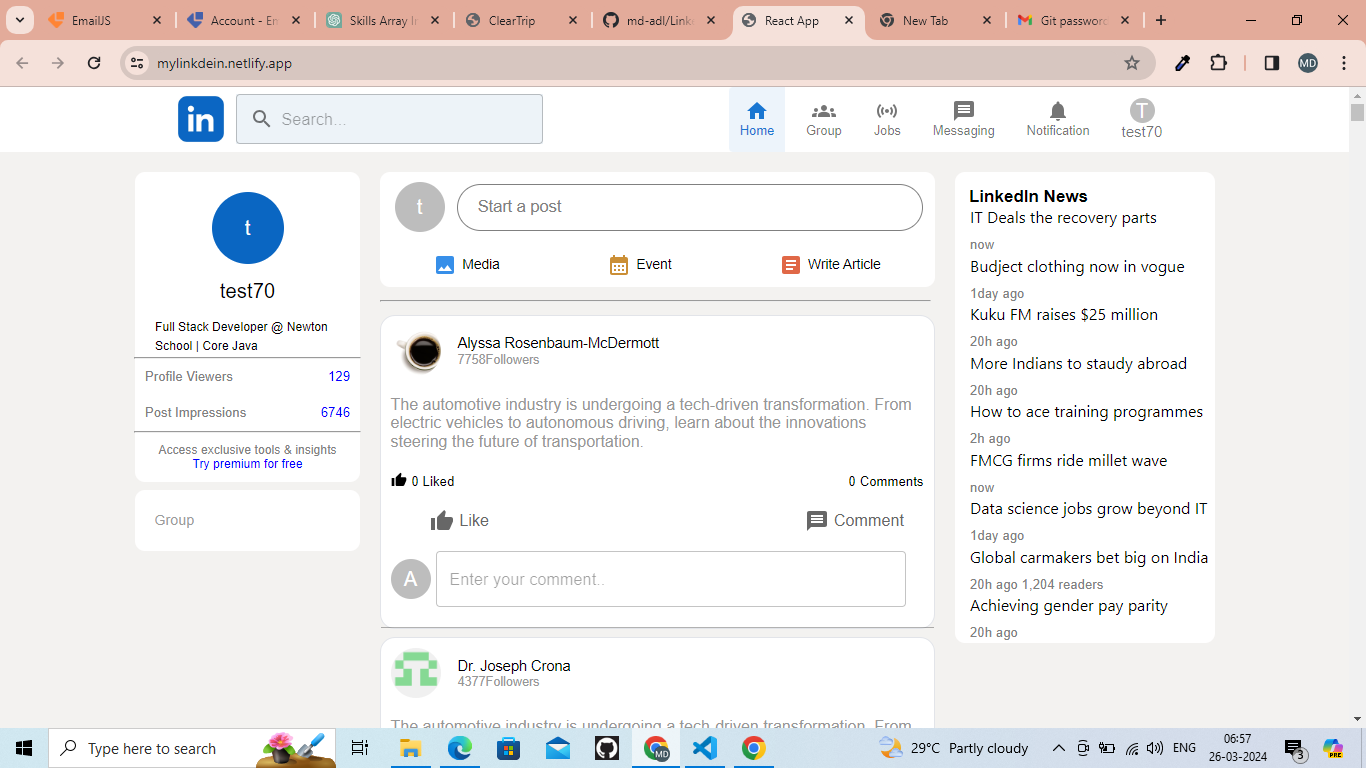 EmailJS
Account - Em
Skills Array In
ClearTrip
md-adl/Linke
React App
New Tab
Git password
mylinkdein.netlify.app
MD
in
Search...
Home
Group
Jobs
Messaging
Notification
T
test70
t
test70
Full Stack Developer @ Newton
School | Core Java
Profile Viewers 129
Post Impressions 6746
Access exclusive tools & insights
Try premium for free
Group
t
Start a post
Media
Event
Write Article
Alyssa Rosenbaum-McDermott
7758Followers
The automotive industry is undergoing a tech-driven transformation. From
electric vehicles to autonomous driving, learn about the innovations
steering the future of transportation.
0 Liked
0 Comments
Like
Comment
A
Enter your comment..
Dr. Joseph Crona
4377Followers
The automotive industry is undergoing a tech-driven transformation. From
LinkedIn News
IT Deals the recovery parts
now
Budject clothing now in vogue
1day ago
Kuku FM raises $25 million
20h ago
More Indians to staudy abroad
20h ago
How to ace training programmes
2h ago
FMCG firms ride millet wave
now
Data science jobs grow beyond IT
1day ago
Global carmakers bet big on India
20h ago 1,204 readers
Achieving gender pay parity
20h ago
Type here to search
MD
29°C Partly cloudy
ENG
06:57
26-03-2024
3
PRE